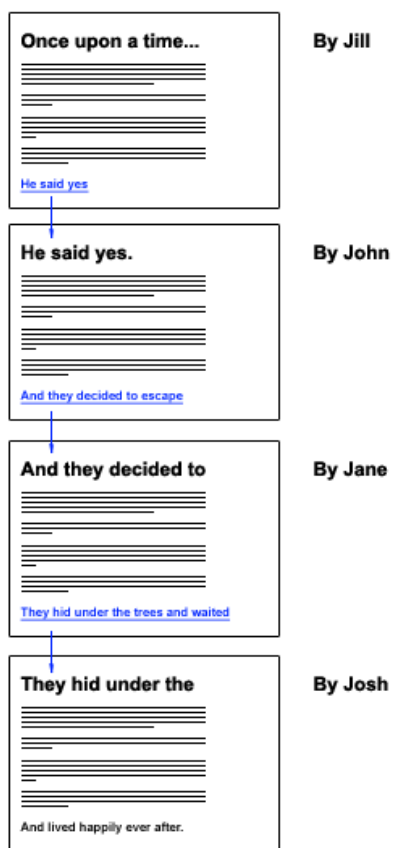 Once upon a time...
By Jill
He said yes
He said yes.
By John
And they decided to escape
And they decided to
By Jane
They hid under the trees and waited
They hid under the
By Josh
And lived happily ever after.